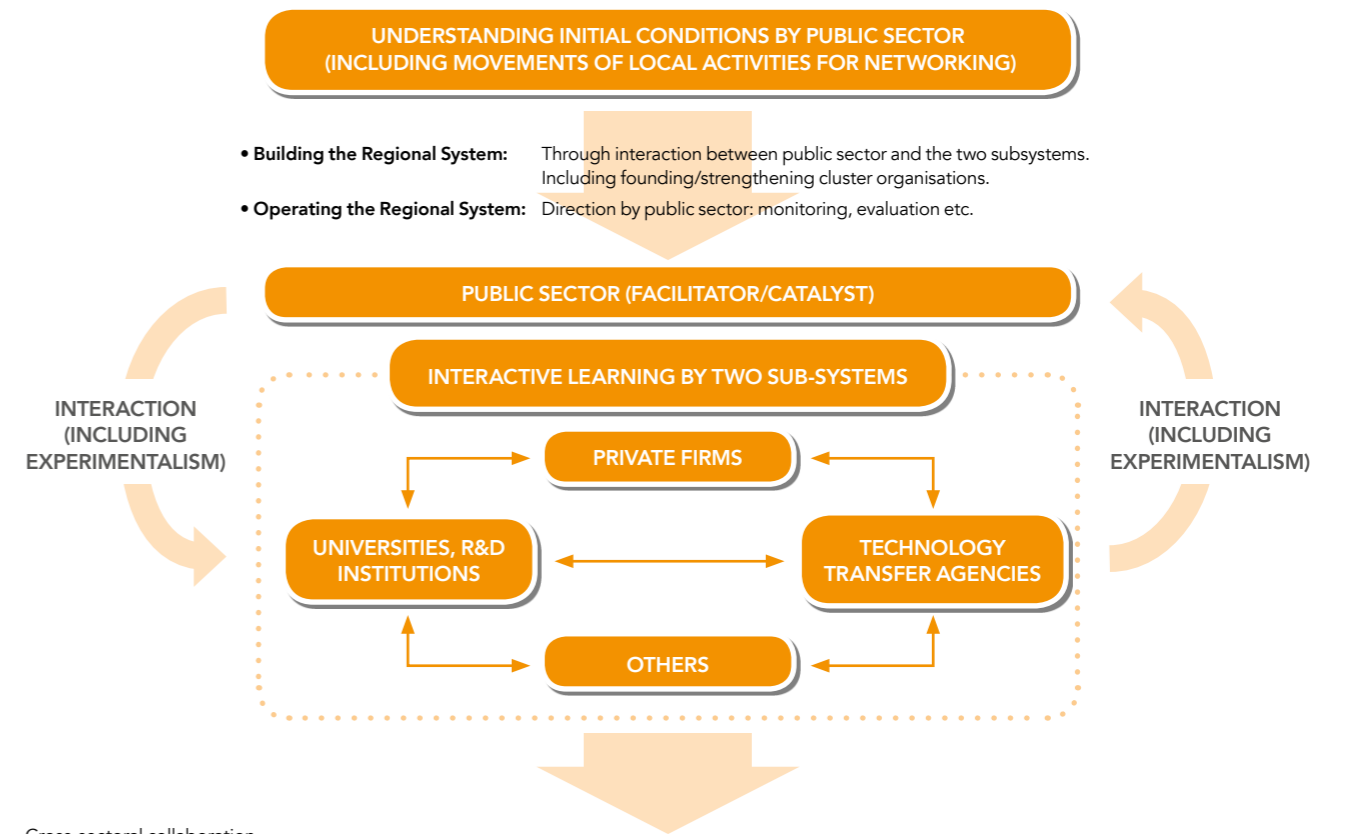 UNDERSTANDING INITIAL CONDITIONS BY PUBLIC SECTOR
(INCLUDING MOVEMENTS OF LOCAL ACTIVITIES FOR NETWORKING)
• Building the Regional System: Through interaction between public sector and the two subsystems.
Including founding/strengthening cluster organisations.
• Operating the Regional System: Direction by public sector: monitoring, evaluation etc.
PUBLIC SECTOR (FACILITATOR/CATALYST)
INTERACTIVE LEARNING BY TWO SUB-SYSTEMS
INTERACTION
(INCLUDING
EXPERIMENTALISM)
PRIVATE FIRMS
INTERACTION
(INCLUDING
EXPERIMENTALISM)
UNIVERSITIES, R&D
INSTITUTIONS
TECHNOLOGY
TRANSFER AGENCIES
OTHERS
Cross-sectoral collaboration